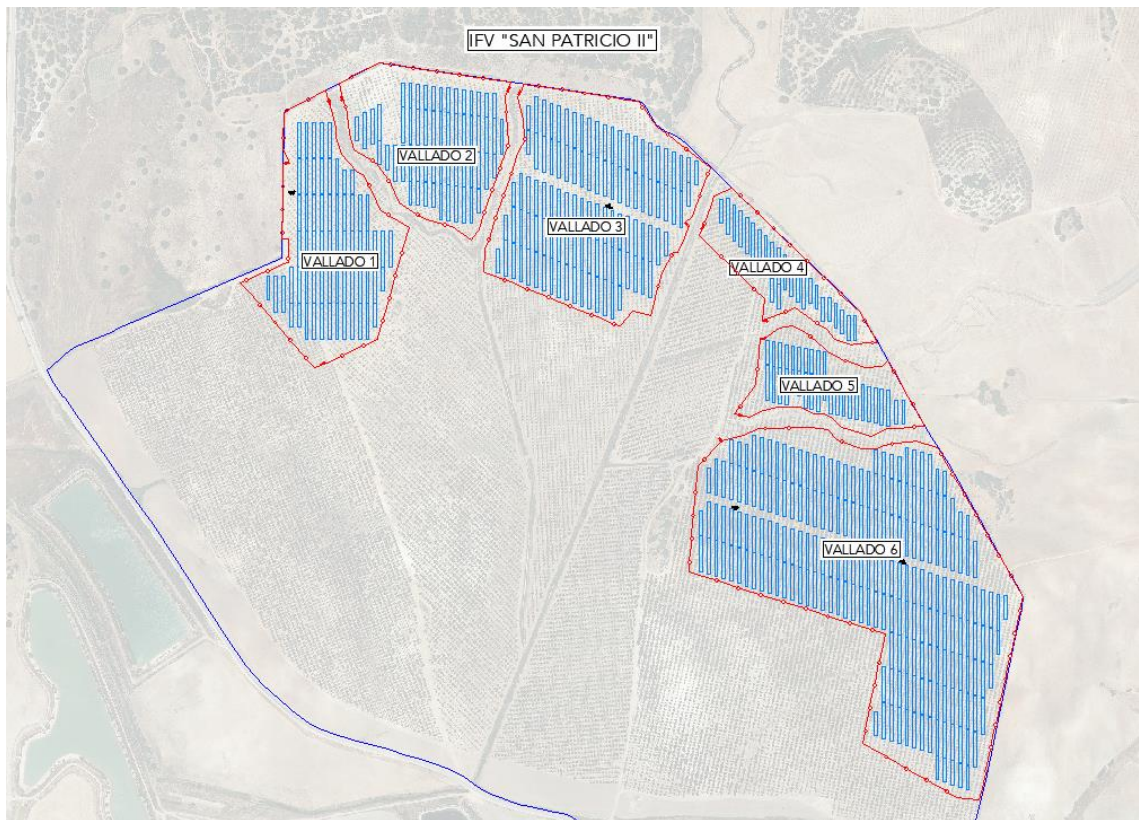 IFV "SAN PATRICIO II"
VALLADO 2
VALLADO 3
VALLADO 1
VALLADO 4
VALLADO 5
VALLADO 6